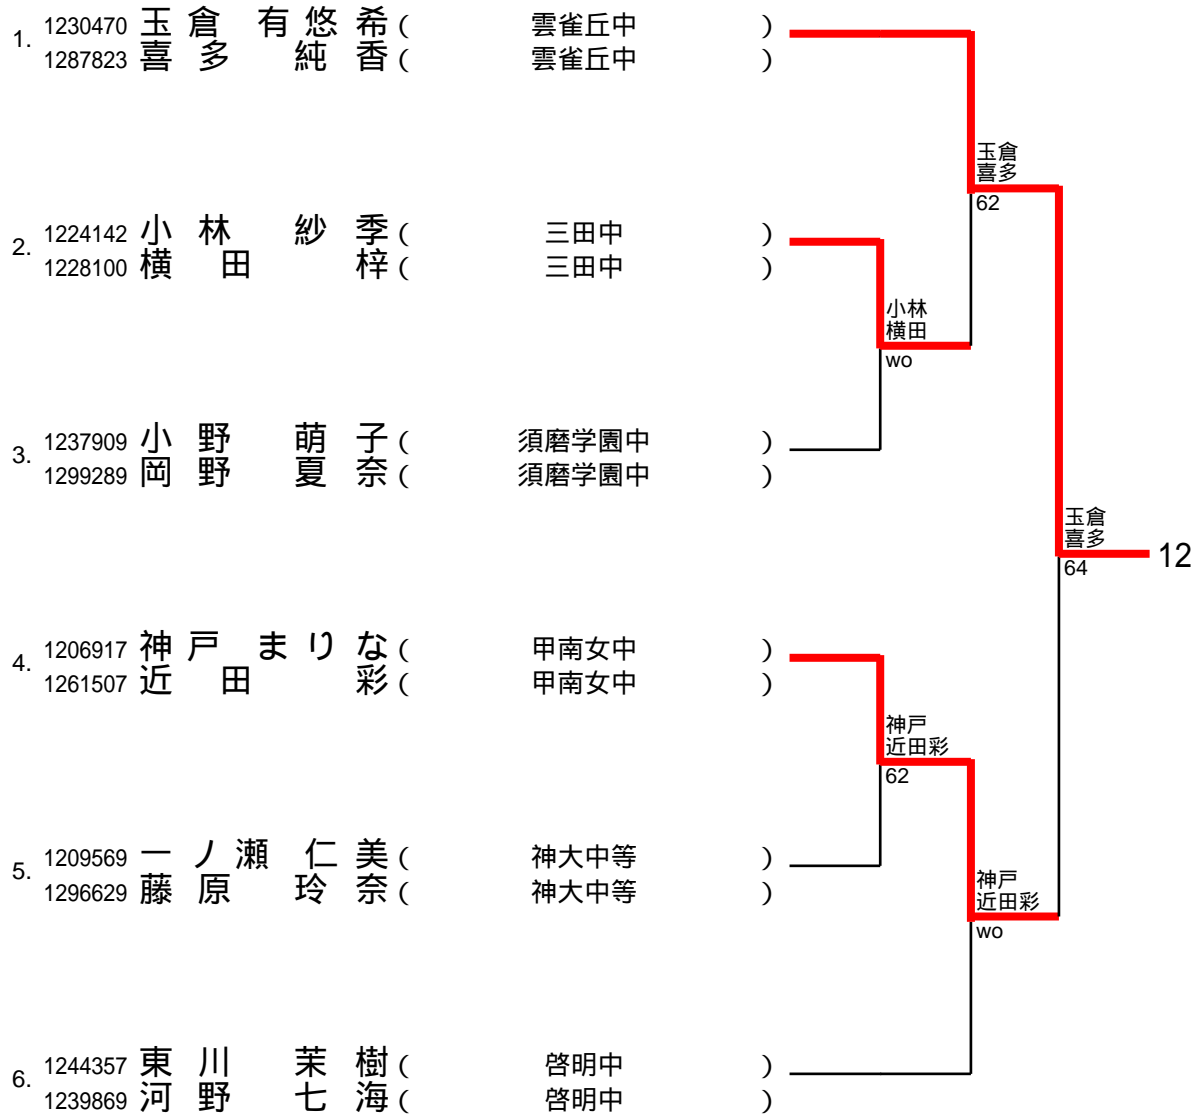 1. 1230470 玉倉 有悠希 ( 雲雀丘中 )
1287823 喜多 純香 ( 雲雀丘中 )
玉倉
喜多
62
2. 1224142 小林 紗季 ( 三田中 )
1228100 横田 梓 ( 三田中 )
小林
横田
wo
3. 1237909 小野 萌子 ( 須磨学園中 )
1299289 岡野 夏奈 ( 須磨学園中 )
玉倉
喜多
64
12
4. 1206917 神戸 まりな ( 甲南女中 )
1261507 近田 彩 ( 甲南女中 )
神戸
近田彩
62
5. 1209569 一ノ瀬 仁美 ( 神大中等 )
1296629 藤原 玲奈 ( 神大中等 )
神戸
近田彩
wo
6. 1244357 東川 茉樹 ( 啓明中 )
1239869 河野 七海 ( 啓明中 )